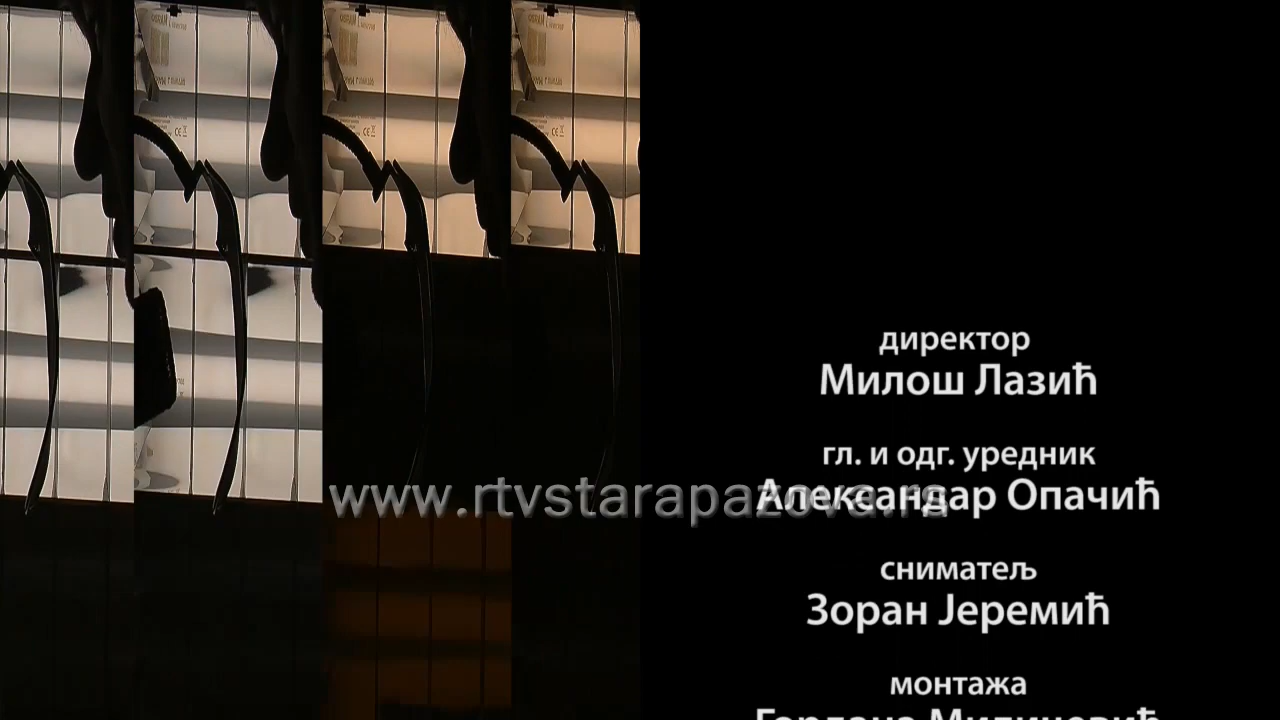 директор
Милош Лазић
гл. и одг. уредник
Александар Опачић
www.rtvstarapazova.rs
сниматељ
Зоран Јеремић
монтажа